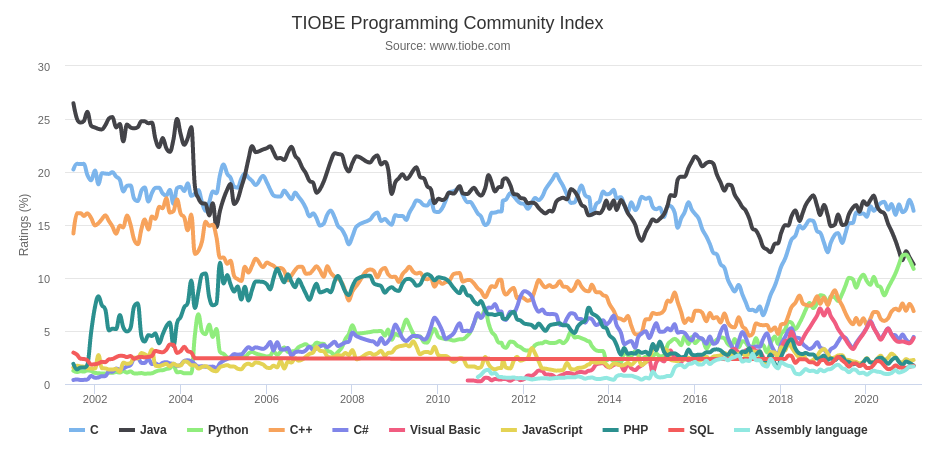 TIOBE Programming Community Index
Source: www.tiobe.com
Ratings (%)
30
25
20
15
10
5
0
2002 2004 2006 2008 2010 2012 2014 2016 2018 2020
C Java Python C++ C# Visual Basic JavaScript PHP SQL Assembly language